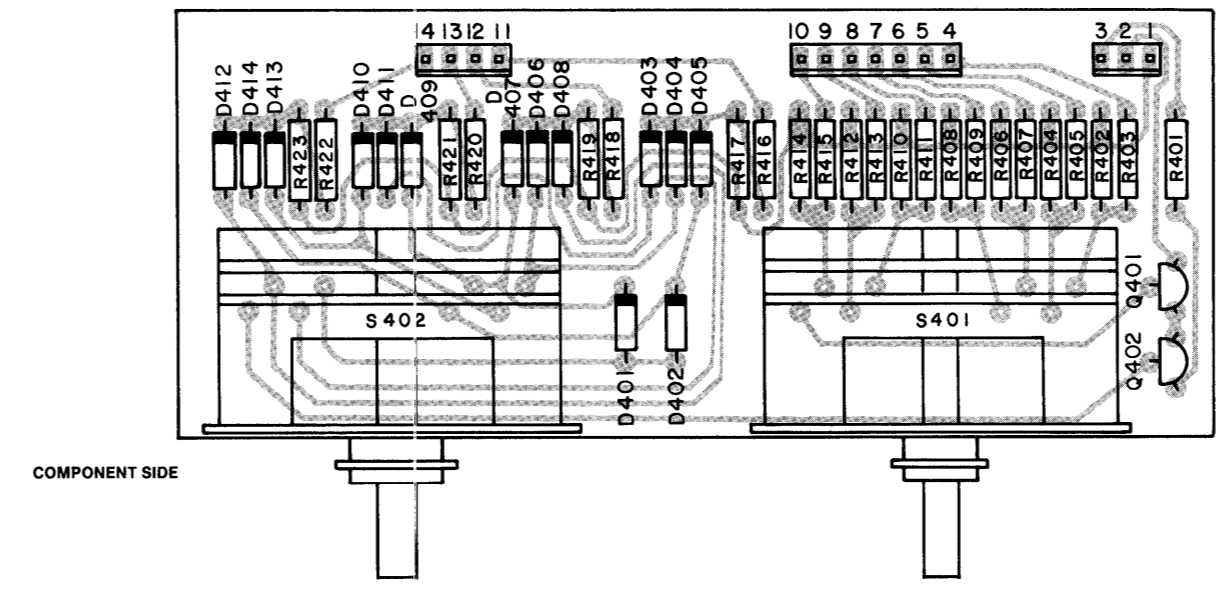 14 13 12 11
10 9 8 7 6 5 4
3 2 1
D412
D414
D413
D410
D411
D
409
D
407
D406
D408
D403
D404
D405
R423
R422
R421
R420
R419
R418
R417
R416
R414
R415
R412
R413
R410
R411
R408
R409
R406
R407
R404
R405
R402
R403
R401
Q401
S402
S401
Q402
D401
D402
COMPONENT SIDE